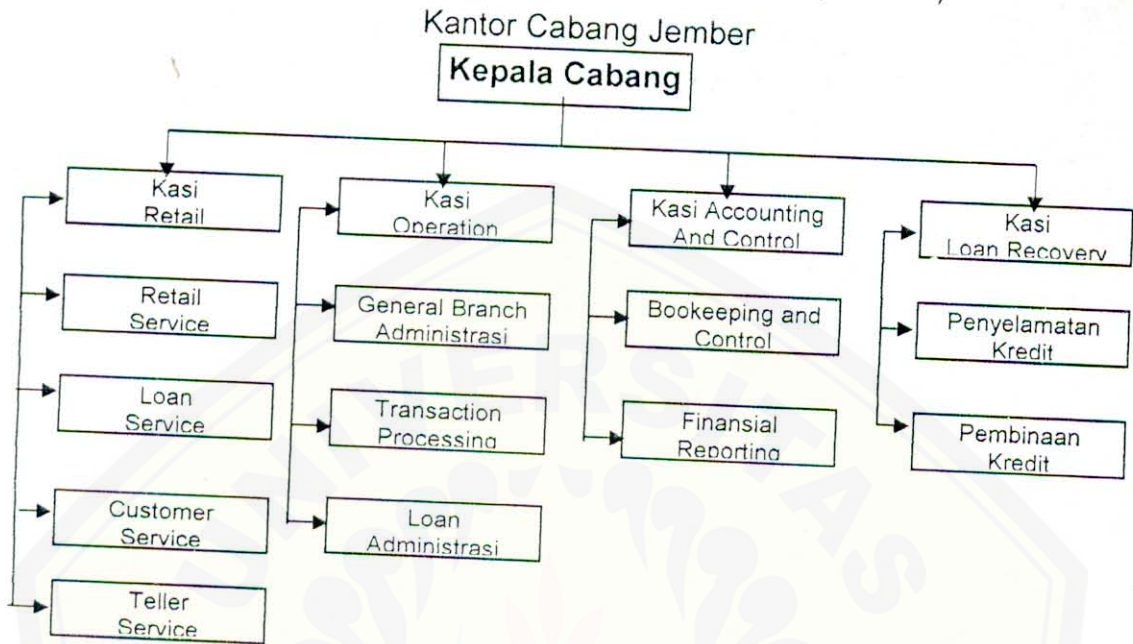 Kantor Cabang Jember
Kepala Cabang
Kasi
Retail
Retail
Service
Loan
Service
Customer
Service
Teller
Service
Kasi
Operation
General Branch
Administrasi
Transaction
Processing
Loan
Administrasi
Kasi Accounting
And Control
Bookeeping and
Control
Finansial
Reporting
Kasi
Loan Recovery
Penyelamatan
Kredit
Pembinaan
Kredit
UNIVERSITAS